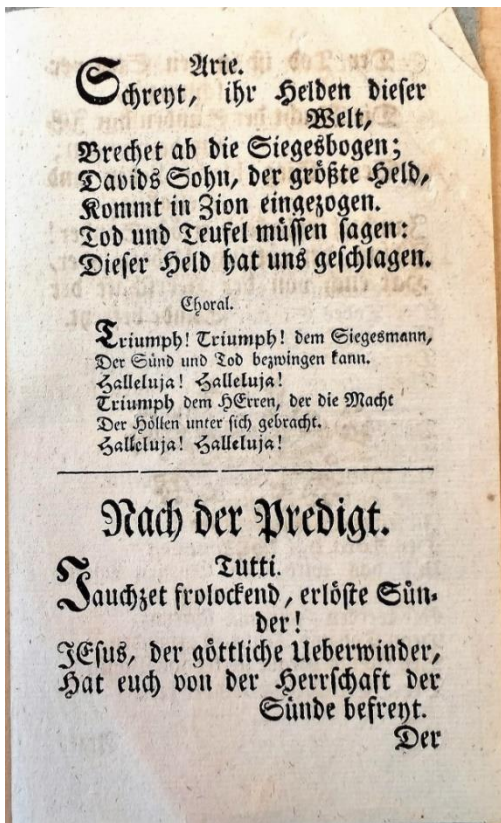 Arie.
Schreyt, ihr Helden dieser
Welt,
Brechet ab die Siegesbogen;
Davids Sohn, der größte Held,
Kommt in Zion eingezogen.
Tod und Teufel müssen sagen:
Dieser Held hat uns geschlagen.
Choral.
Triumph! Triumph! dem Siegesmann,
Der Sünd und Tod bezwingen kann.
Halleluja! Halleluja!
Triumph dem HErren, der die Macht
Der Höllen unter sich gebracht.
Halleluja! Halleluja!
Nach der Predigt.
Tutti.
Jauchzet frolockend, erlöste Sün-
der!
JEsus, der göttliche Ueberwinder,
Hat euch von der Herrschaft der
Sünde befreyt.
Der